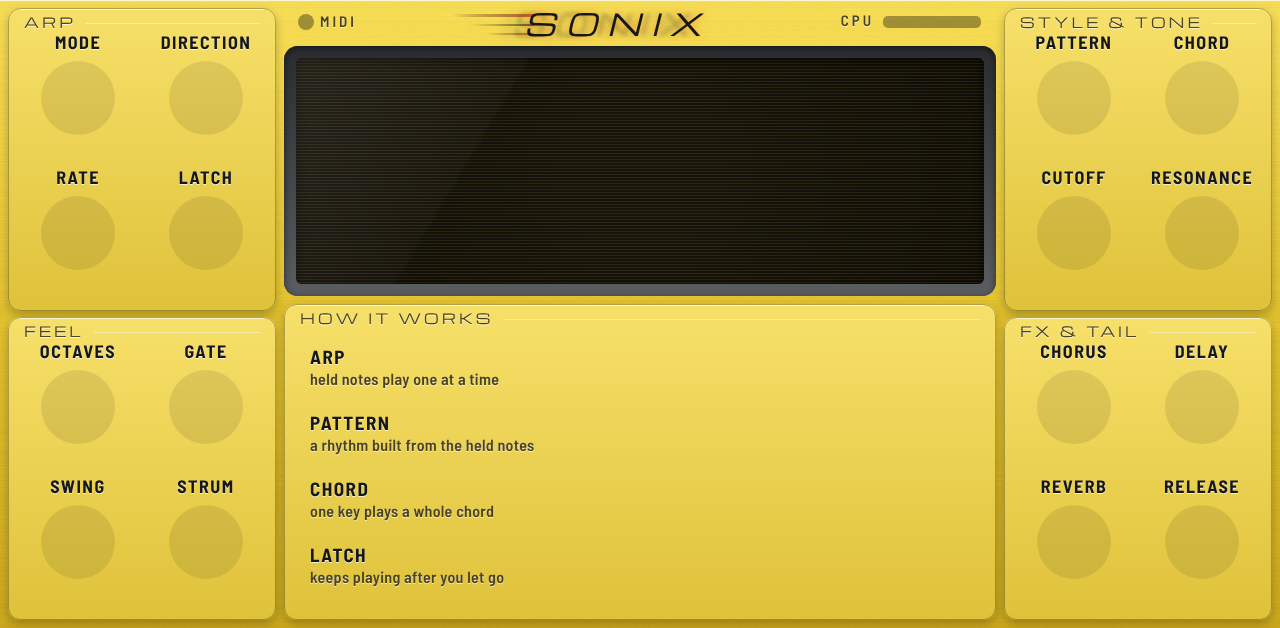 ARP
MODE
DIRECTION
RATE
LATCH
FEEL
OCTAVES
GATE
SWING
STRUM
MIDI
SONIX
CPU
HOW IT WORKS
ARP
held notes play one at a time
PATTERN
a rhythm built from the held notes
CHORD
one key plays a whole chord
LATCH
keeps playing after you let go
STYLE & TONE
PATTERN
CHORD
CUTOFF
RESONANCE
FX & TAIL
CHORUS
DELAY
REVERB
RELEASE